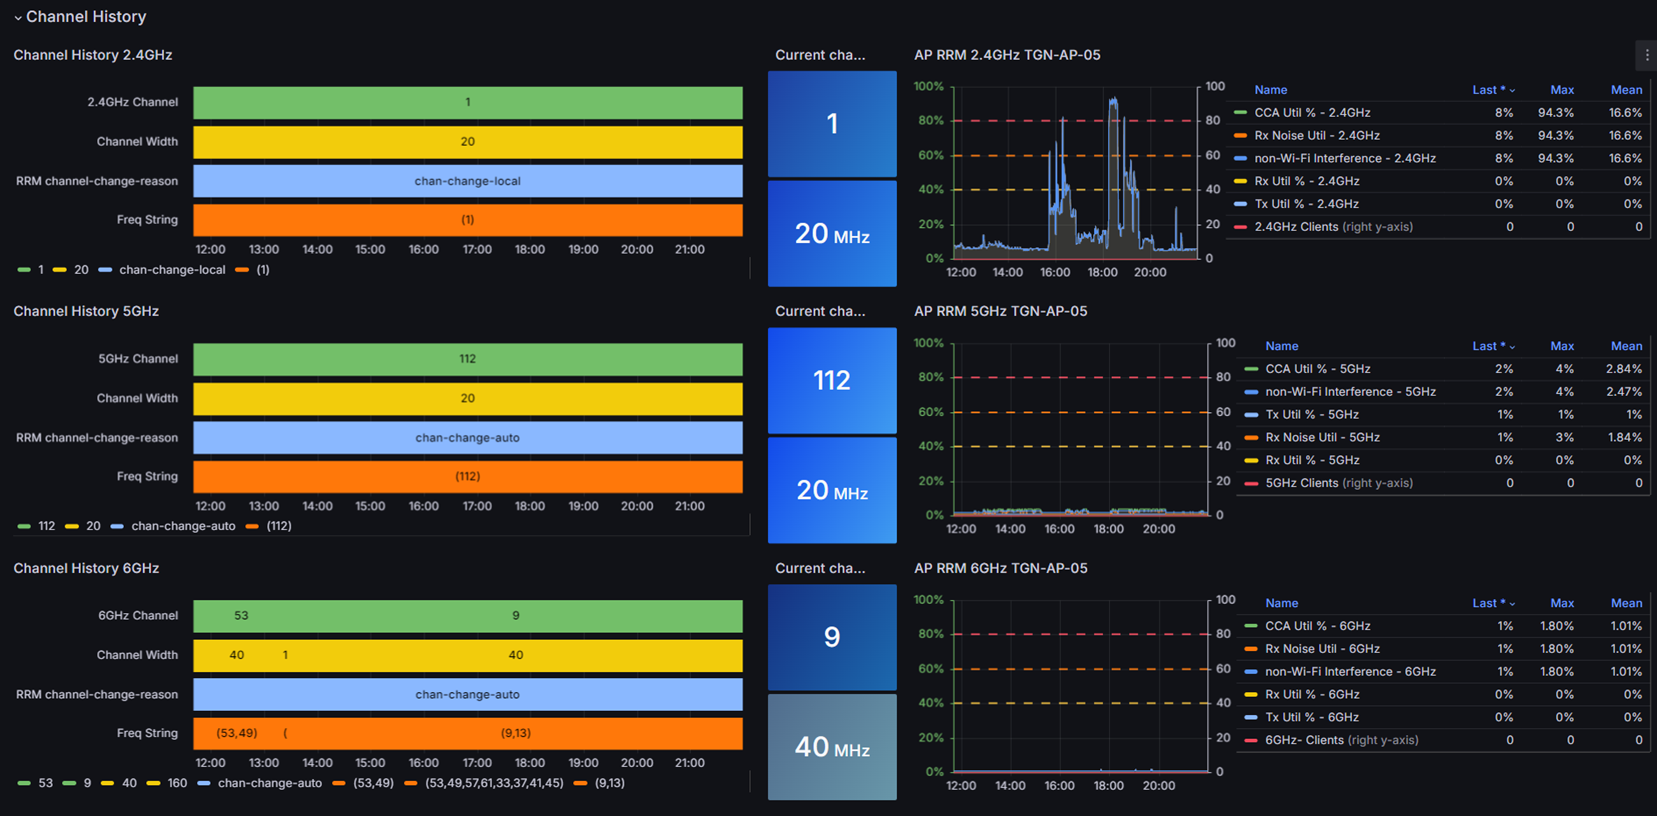 Channel History
Channel History 2.4GHz
2.4GHz Channel
1
Channel Width
20
RRM channel-change-reason
chan-change-local
Freq String
(1)
12:00 13:00 14:00 15:00 16:00 17:00 18:00 19:00 20:00 21:00
1 20 chan-change-local (1)
Current cha...
1
20 MHz
AP RRM 2.4GHz TGN-AP-05
100% 100
80% 80
60% 60
40% 40
20% 20
0% 0
12:00 14:00 16:00 18:00 20:00
Name Last * Max Mean
CCA Util % - 2.4GHz 8% 94.3% 16.6%
Rx Noise Util - 2.4GHz 8% 94.3% 16.6%
non-Wi-Fi Interference - 2.4GHz 8% 94.3% 16.6%
Rx Util % - 2.4GHz 0% 0% 0%
Tx Util % - 2.4GHz 0% 0% 0%
2.4GHz Clients (right y-axis) 0 0 0
Channel History 5GHz
5GHz Channel
112
Channel Width
20
RRM channel-change-reason
chan-change-auto
Freq String
(112)
12:00 13:00 14:00 15:00 16:00 17:00 18:00 19:00 20:00 21:00
112 20 chan-change-auto (112)
Current cha...
112
20 MHz
AP RRM 5GHz TGN-AP-05
100% 100
80% 80
60% 60
40% 40
20% 20
0% 0
12:00 14:00 16:00 18:00 20:00
Name Last * Max Mean
CCA Util % - 5GHz 2% 4% 2.84%
non-Wi-Fi Interference - 5GHz 2% 4% 2.47%
Tx Util % - 5GHz 1% 1% 1%
Rx Noise Util - 5GHz 1% 3% 1.84%
Rx Util % - 5GHz 0% 0% 0%
5GHz Clients (right y-axis) 0 0 0
Channel History 6GHz
6GHz Channel
53 9
Channel Width
40 1 40
RRM channel-change-reason
chan-change-auto
Freq String
(53,49) ( (9,13)
12:00 13:00 14:00 15:00 16:00 17:00 18:00 19:00 20:00 21:00
53 9 40 160 chan-change-auto (53,49) (53,49,57,61,33,37,41,45) (9,13)
Current cha...
9
40 MHz
AP RRM 6GHz TGN-AP-05
100% 100
80% 80
60% 60
40% 40
20% 20
0% 0
12:00 14:00 16:00 18:00 20:00
Name Last * Max Mean
CCA Util % - 6GHz 1% 1.80% 1.01%
Rx Noise Util - 6GHz 1% 1.80% 1.01%
non-Wi-Fi Interference - 6GHz 1% 1.80% 1.01%
Rx Util % - 6GHz 0% 0% 0%
Tx Util % - 6GHz 0% 0% 0%
6GHz- Clients (right y-axis) 0 0 0